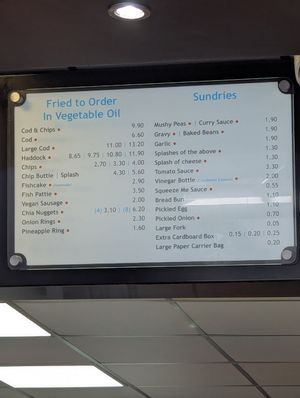 Fried to Order
In Vegetable Oil
Cod & Chips 9.90
Cod 6.60
Large Cod 11.00 | 13.20
Haddock 8.65 | 9.75 | 10.80 | 11.90
Chips 2.70 | 3.30 | 4.00
Chip Buttie | Splash 4.30 | 5.60
Fishcake 2.90
Fish Pattie 3.50
Vegan Sausage 2.00
Chia Nuggets (4) 3.10 | (8) 6.20
Onion Rings 2.30
Pineapple Ring 1.60
Sundries
Mushy Peas | Curry Sauce 1.90
Gravy | Baked Beans 1.90
Garlic 1.90
Splashes of the above 1.30
Splash of cheese 1.30
Tomato Sauce 3.30
Vinegar Bottle 2.00
Squeeze Me Sauce 0.55
Bread Bun 1.10
Pickled Egg 1.10
Pickled Onion 0.70
Large Fork 0.05
Extra Cardboard Box 0.15 | 0.20 | 0.25
Large Paper Carrier Bag 0.20